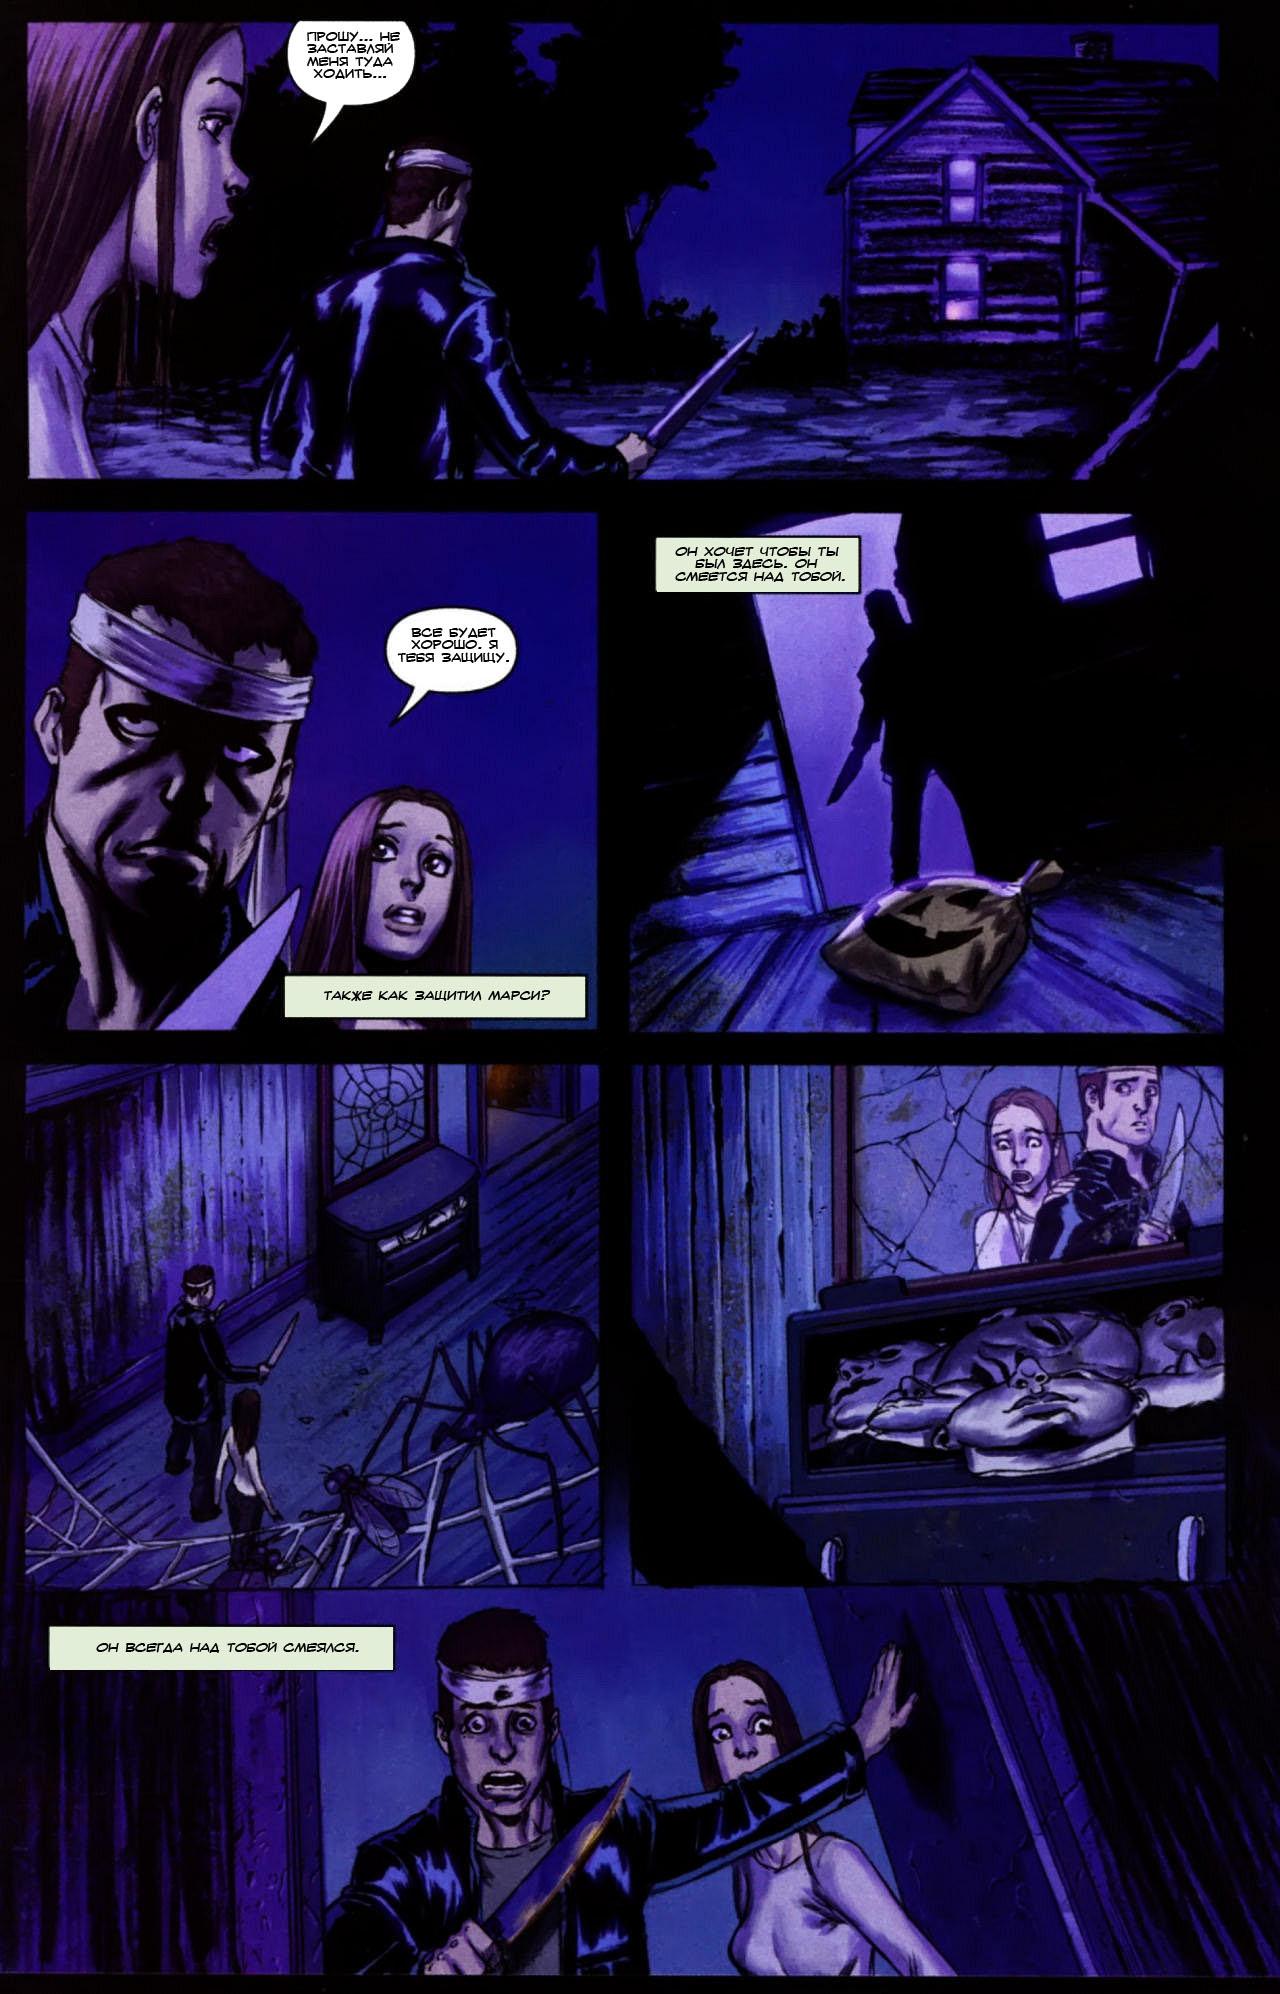 ПРОШУ... НЕ
ЗАСТАВЛЯЙ
МЕНЯ ТУДА
ХОДИТЬ...
ВСЕ БУДЕТ
ХОРОШО. Я
ТЕБЯ ЗАЩИЩУ.
ТАКЖЕ КАК ЗАЩИТИЛ МАРСИ?
ОН ХОЧЕТ ЧТОБЫ ТЫ
БЫЛ ЗДЕСЬ. ОН
СМЕЕТСЯ НАД ТОБОЙ.
ОН ВСЕГДА НАД ТОБОЙ СМЕЯЛСЯ.